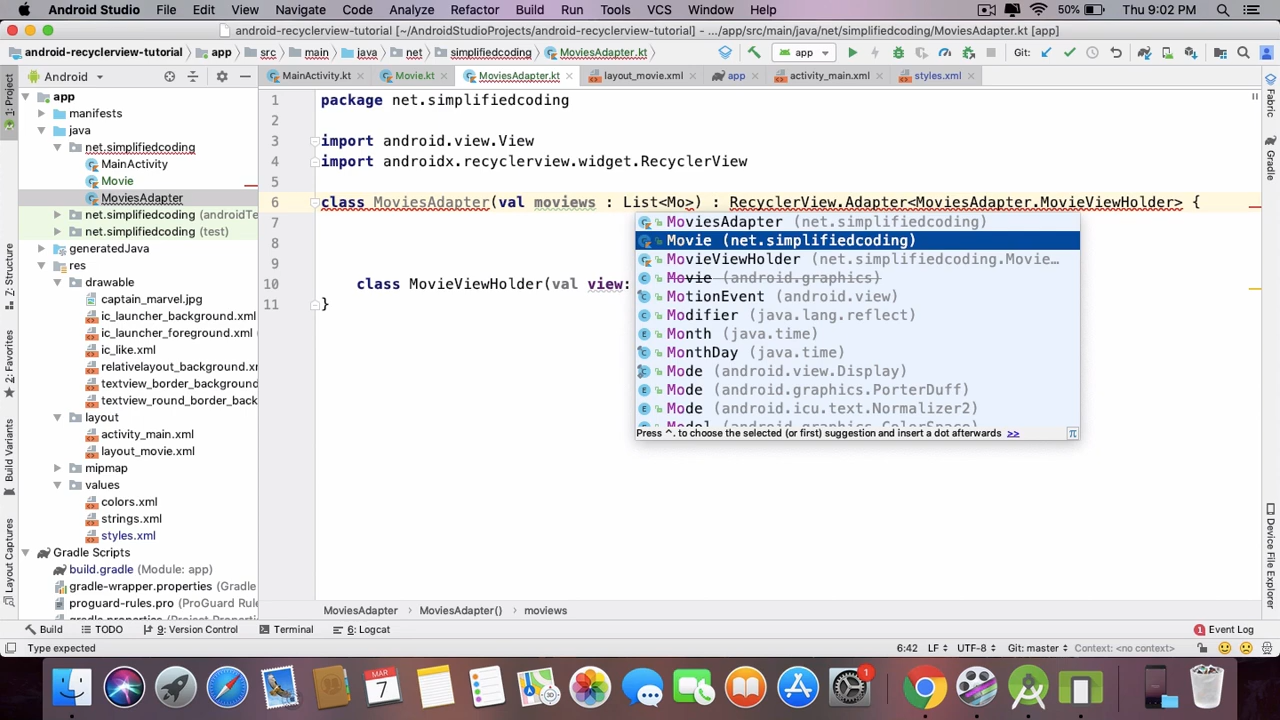 Android Studio File Edit View Navigate Code Analyze Refactor Build Run Tools VCS Window Help 50% Thu 9:02 PM
android-recyclerview-tutorial [~/AndroidStudioProjects/android-recyclerview-tutorial] - .../app/src/main/java/net/simplifiedcoding/MoviesAdapter.kt [app]
android-recyclerview-tutorial app src main java net simplifiedcoding MoviesAdapter.kt app Git:
Android MainActivity.kt Movie.kt MoviesAdapter.kt layout_movie.xml app activity_main.xml styles.xml
1: Project
7: Structure
2: Favorites
Build Variants
Layout Captures
app
manifests
java
net.simplifiedcoding
MainActivity
Movie
MoviesAdapter
net.simplifiedcoding (androidTe
net.simplifiedcoding (test)
generatedJava
res
drawable
captain_marvel.jpg
ic_launcher_background.xml
ic_launcher_foreground.xml
ic_like.xml
relativelayout_background.xml
textview_border_background
textview_round_border_back
layout
activity_main.xml
layout_movie.xml
mipmap
values
colors.xml
strings.xml
styles.xml
Gradle Scripts
build.gradle (Module: app)
gradle-wrapper.properties (Gradle
proguard-rules.pro (ProGuard Rule
1 package net.simplifiedcoding
2
3 import android.view.View
4 import androidx.recyclerview.widget.RecyclerView
5
6 class MoviesAdapter(val moviews : List<Mo>) : RecyclerView.Adapter<MoviesAdapter.MovieViewHolder> {
7
8
9
10 class MovieViewHolder(val view:
11 }
MoviesAdapter (net.simplifiedcoding)
Movie (net.simplifiedcoding)
MovieViewHolder (net.simplifiedcoding.Movie...
Movie (android.graphics)
MotionEvent (android.view)
Modifier (java.lang.reflect)
Month (java.time)
MonthDay (java.time)
Mode (android.view.Display)
Mode (android.graphics.PorterDuff)
Mode (android.icu.text.Normalizer2)
Press ^. to choose the selected (or first) suggestion and insert a dot afterwards >> π
Fabric
Gradle
Device File Explorer
MoviesAdapter MoviesAdapter() moviews
Build TODO 9: Version Control Terminal 6: Logcat 1 Event Log
Type expected 6:42 LF UTF-8 Git: master Context: <no context>
MAR
7
1